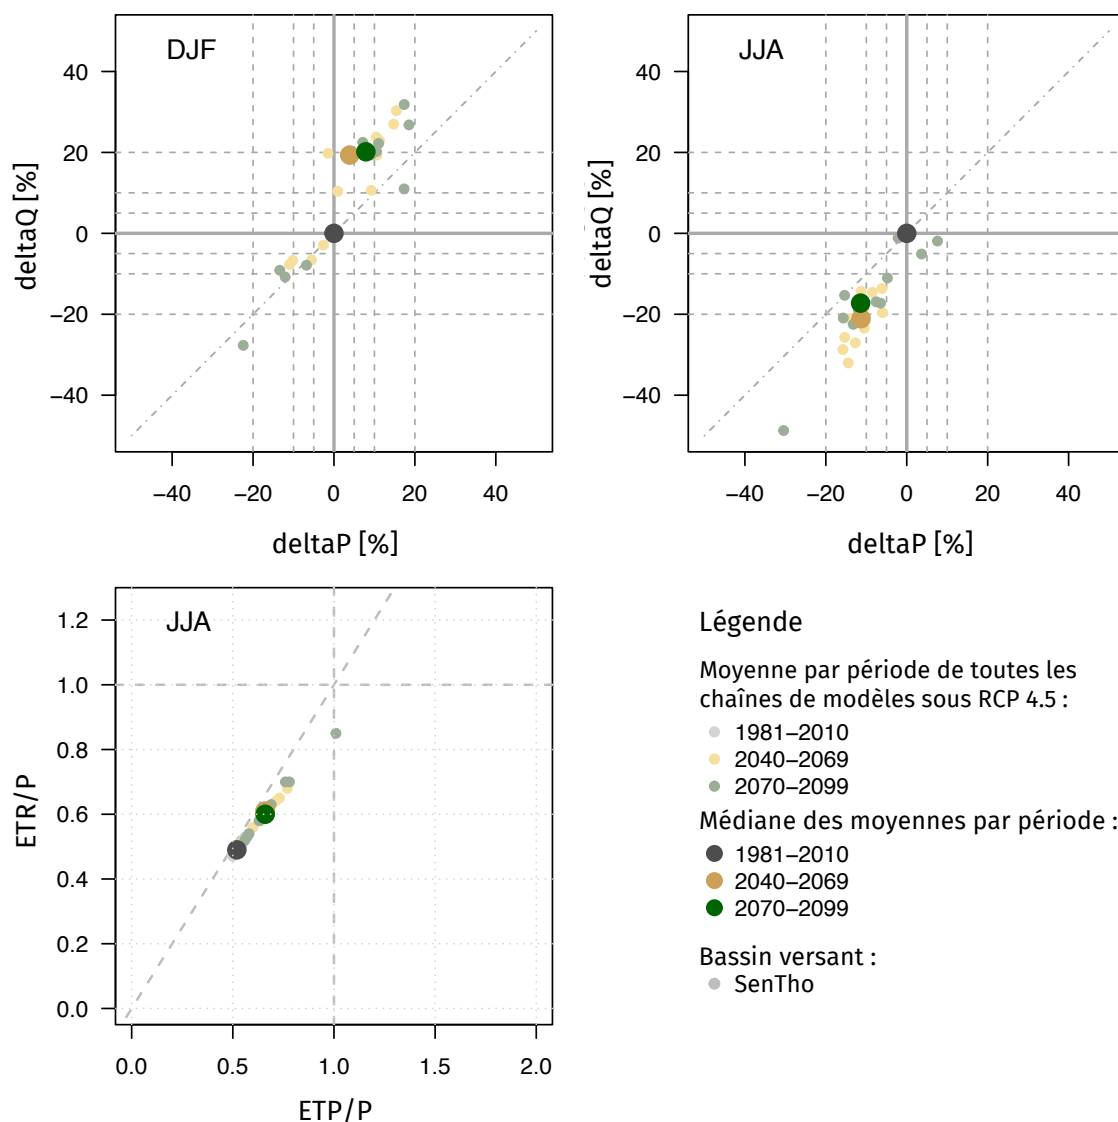 DJF
40
20
0
−20
−40
deltaQ [%]
−40
−20
0
20
40
deltaP [%]
JJA
40
20
0
−20
−40
deltaQ [%]
−40
−20
0
20
deltaP [%]
JJA
1.2
1.0
0.8
0.6
0.4
0.2
0.0
ETR/P
0.0
0.5
1.0
1.5
2.0
ETP/P
Légende
Moyenne par période de toutes les
chaînes de modèles sous RCP 4.5 :
1981−2010
2040−2069
2070−2099
Médiane des moyennes par période :
1981−2010
2040−2069
2070−2099
Bassin versant :
SenTho